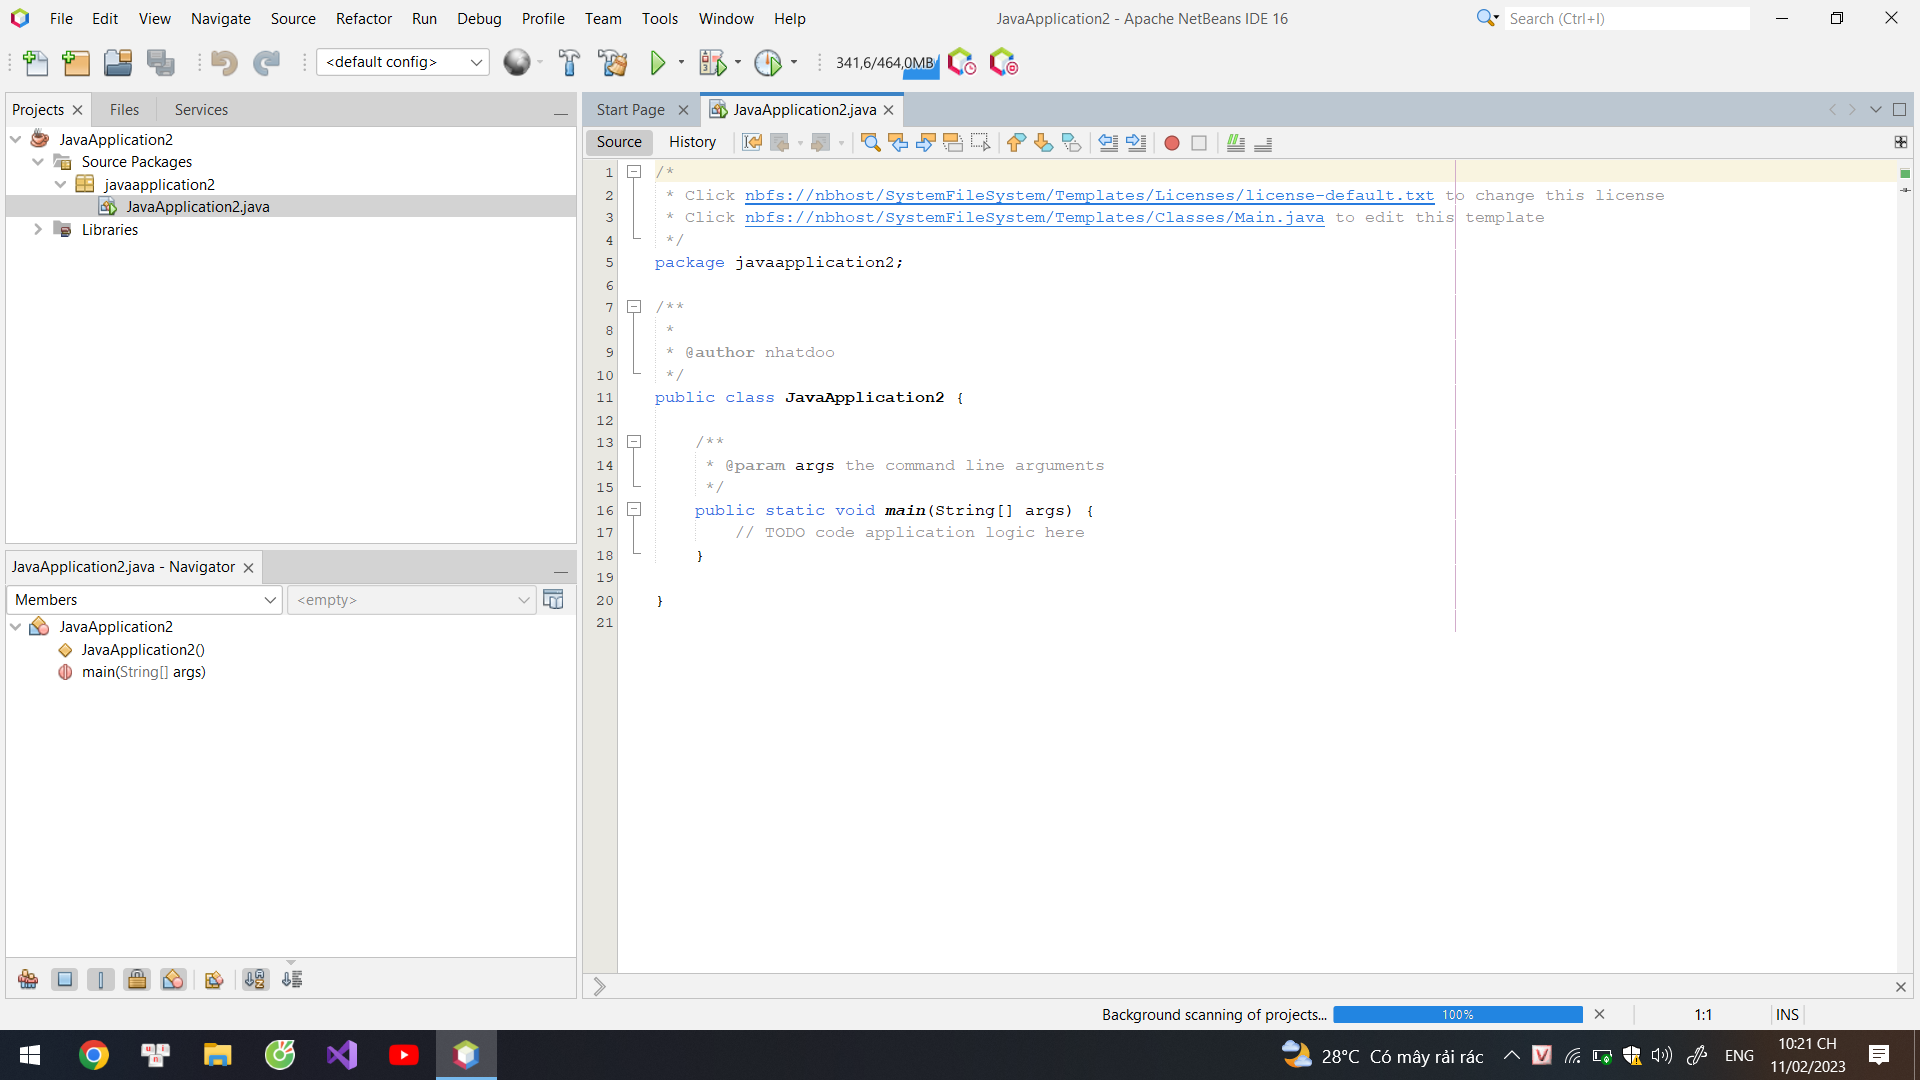 File Edit View Navigate Source Refactor Run Debug Profile Team Tools Window Help
JavaApplication2 - Apache NetBeans IDE 16
Search (Ctrl+I)
<default config>
341,6/464,0MB
Projects Files Services
JavaApplication2
Source Packages
javaapplication2
JavaApplication2.java
Libraries
JavaApplication2.java - Navigator
Members
<empty>
JavaApplication2
JavaApplication2()
main(String[] args)
Start Page JavaApplication2.java
Source History
1 /*
2 * Click nbfs://nbhost/SystemFileSystem/Templates/Licenses/license-default.txt to change this license
3 * Click nbfs://nbhost/SystemFileSystem/Templates/Classes/Main.java to edit this template
4 */
5 package javaapplication2;
6
7 /**
8 *
9 * @author nhatdoo
10 */
11 public class JavaApplication2 {
12
13 /**
14 * @param args the command line arguments
15 */
16 public static void main(String[] args) {
17 // TODO code application logic here
18 }
19
20 }
21
Background scanning of projects... 100% 1:1 INS
28°C Có mây rải rác
ENG
10:21 CH
11/02/2023